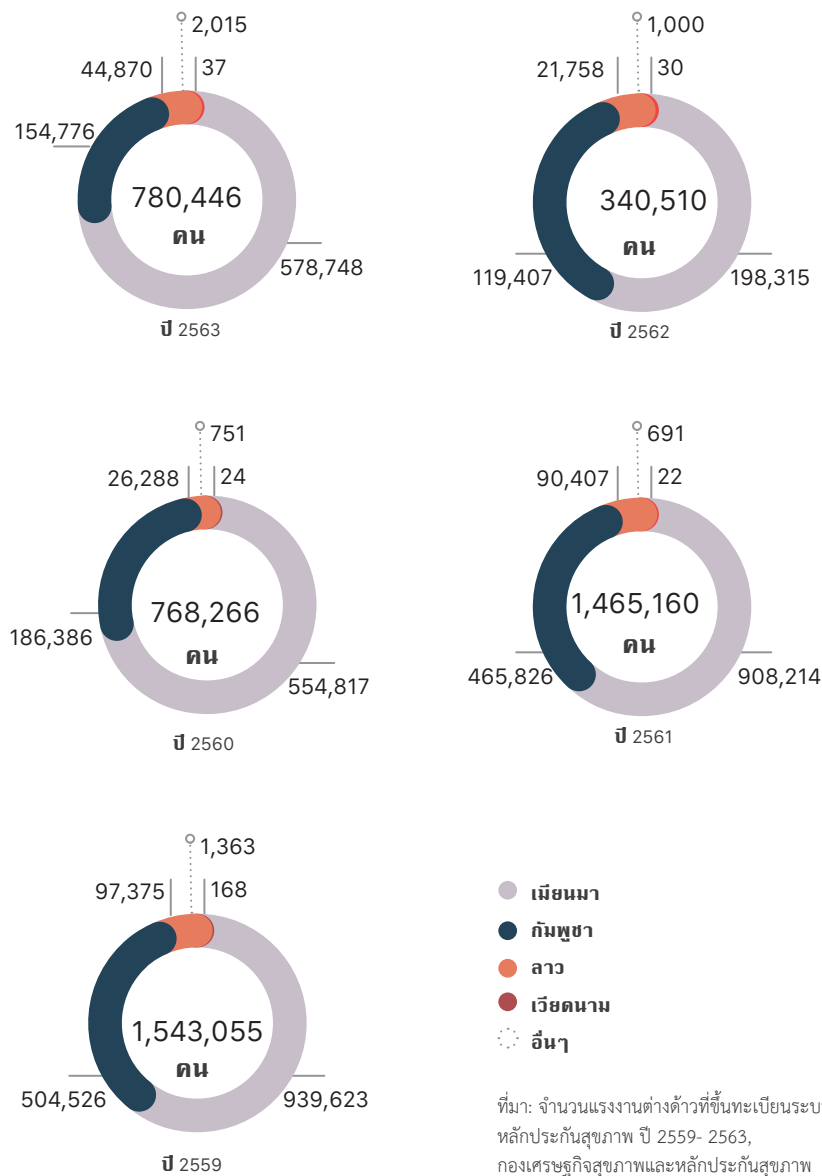 2,015
44,870
37
154,776
780,446
คน
578,748
ปี 2563
1,000
21,758
30
340,510
คน
119,407
198,315
ปี 2562
751
26,288
24
768,266
คน
186,386
554,817
ปี 2560
691
90,407
22
1,465,160
คน
465,826
908,214
ปี 2561
1,363
97,375
168
1,543,055
คน
504,526
939,623
ปี 2559
เมียนมา
กัมพูชา
ลาว
เวียดนาม
อื่นๆ
ที่มา: จำนวนแรงงานต่างด้าวที่ขึ้นทะเบียนระบ
หลักประกันสุขภาพ ปี 2559- 2563,
กองเศรษฐกิจสุขภาพและหลักประกันสุขภาพ